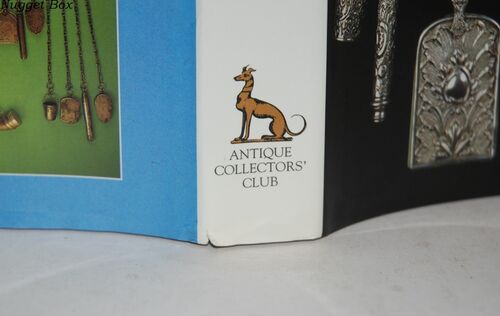 Nugget Box
ANTIQUE
COLLECTORS'
CLUB